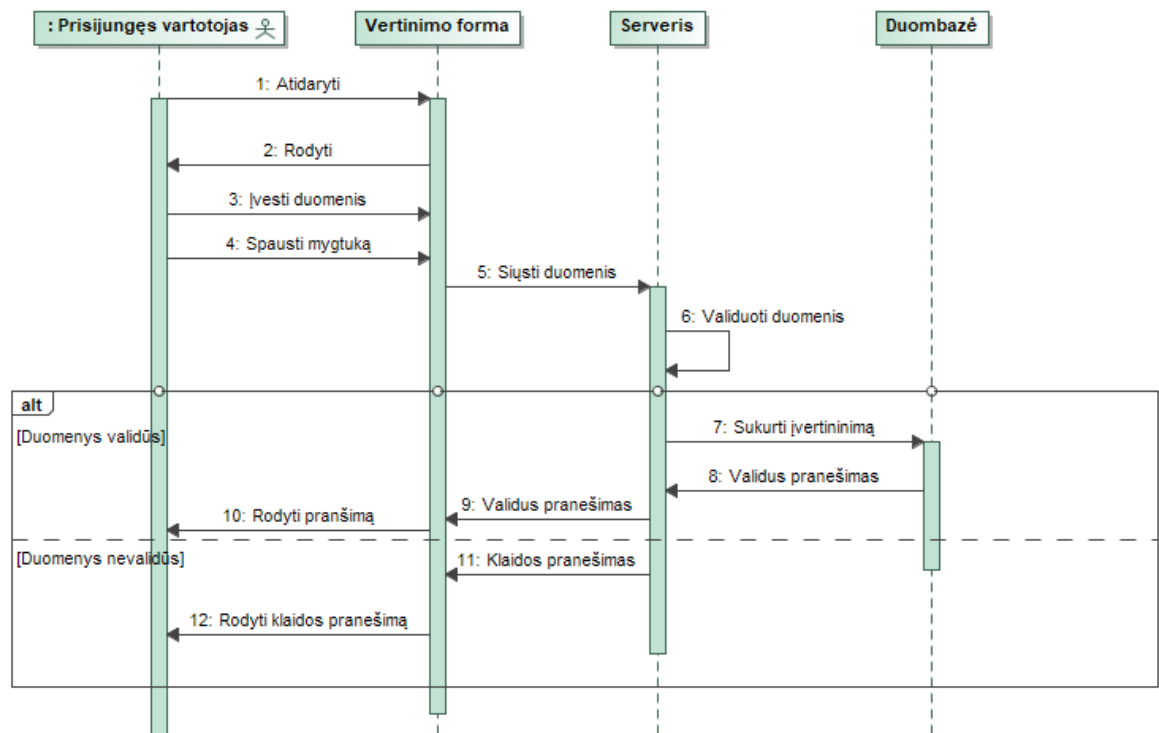 : Prisijungęs vartotojas
Vertinimo forma
Serveris
Duombazė
1: Atidaryti
2: Rodyti
3: Įvesti duomenis
4: Spausti mygtuką
5: Siųsti duomenis
6: Validuoti duomenis
alt
[Duomenys validūs]
7: Sukurti įvertininimą
8: Validus pranešimas
9: Validus pranešimas
10: Rodyti pranšimą
[Duomenys nevalidūs]
11: Klaidos pranešimas
12: Rodyti klaidos pranešimą